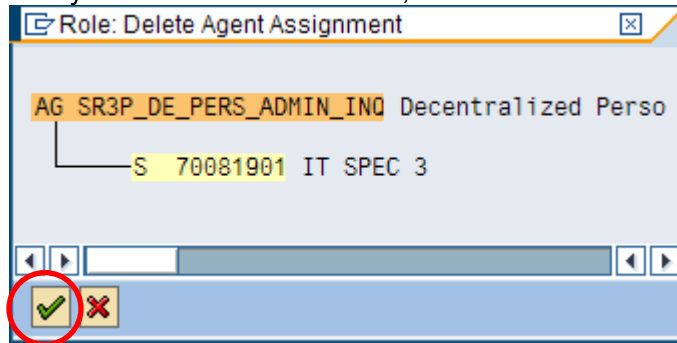 Role: Delete Agent Assignment
AG SR3P_DE_PERS_ADMIN_INQ Decentralized Perso
S 70081901 IT SPEC 3